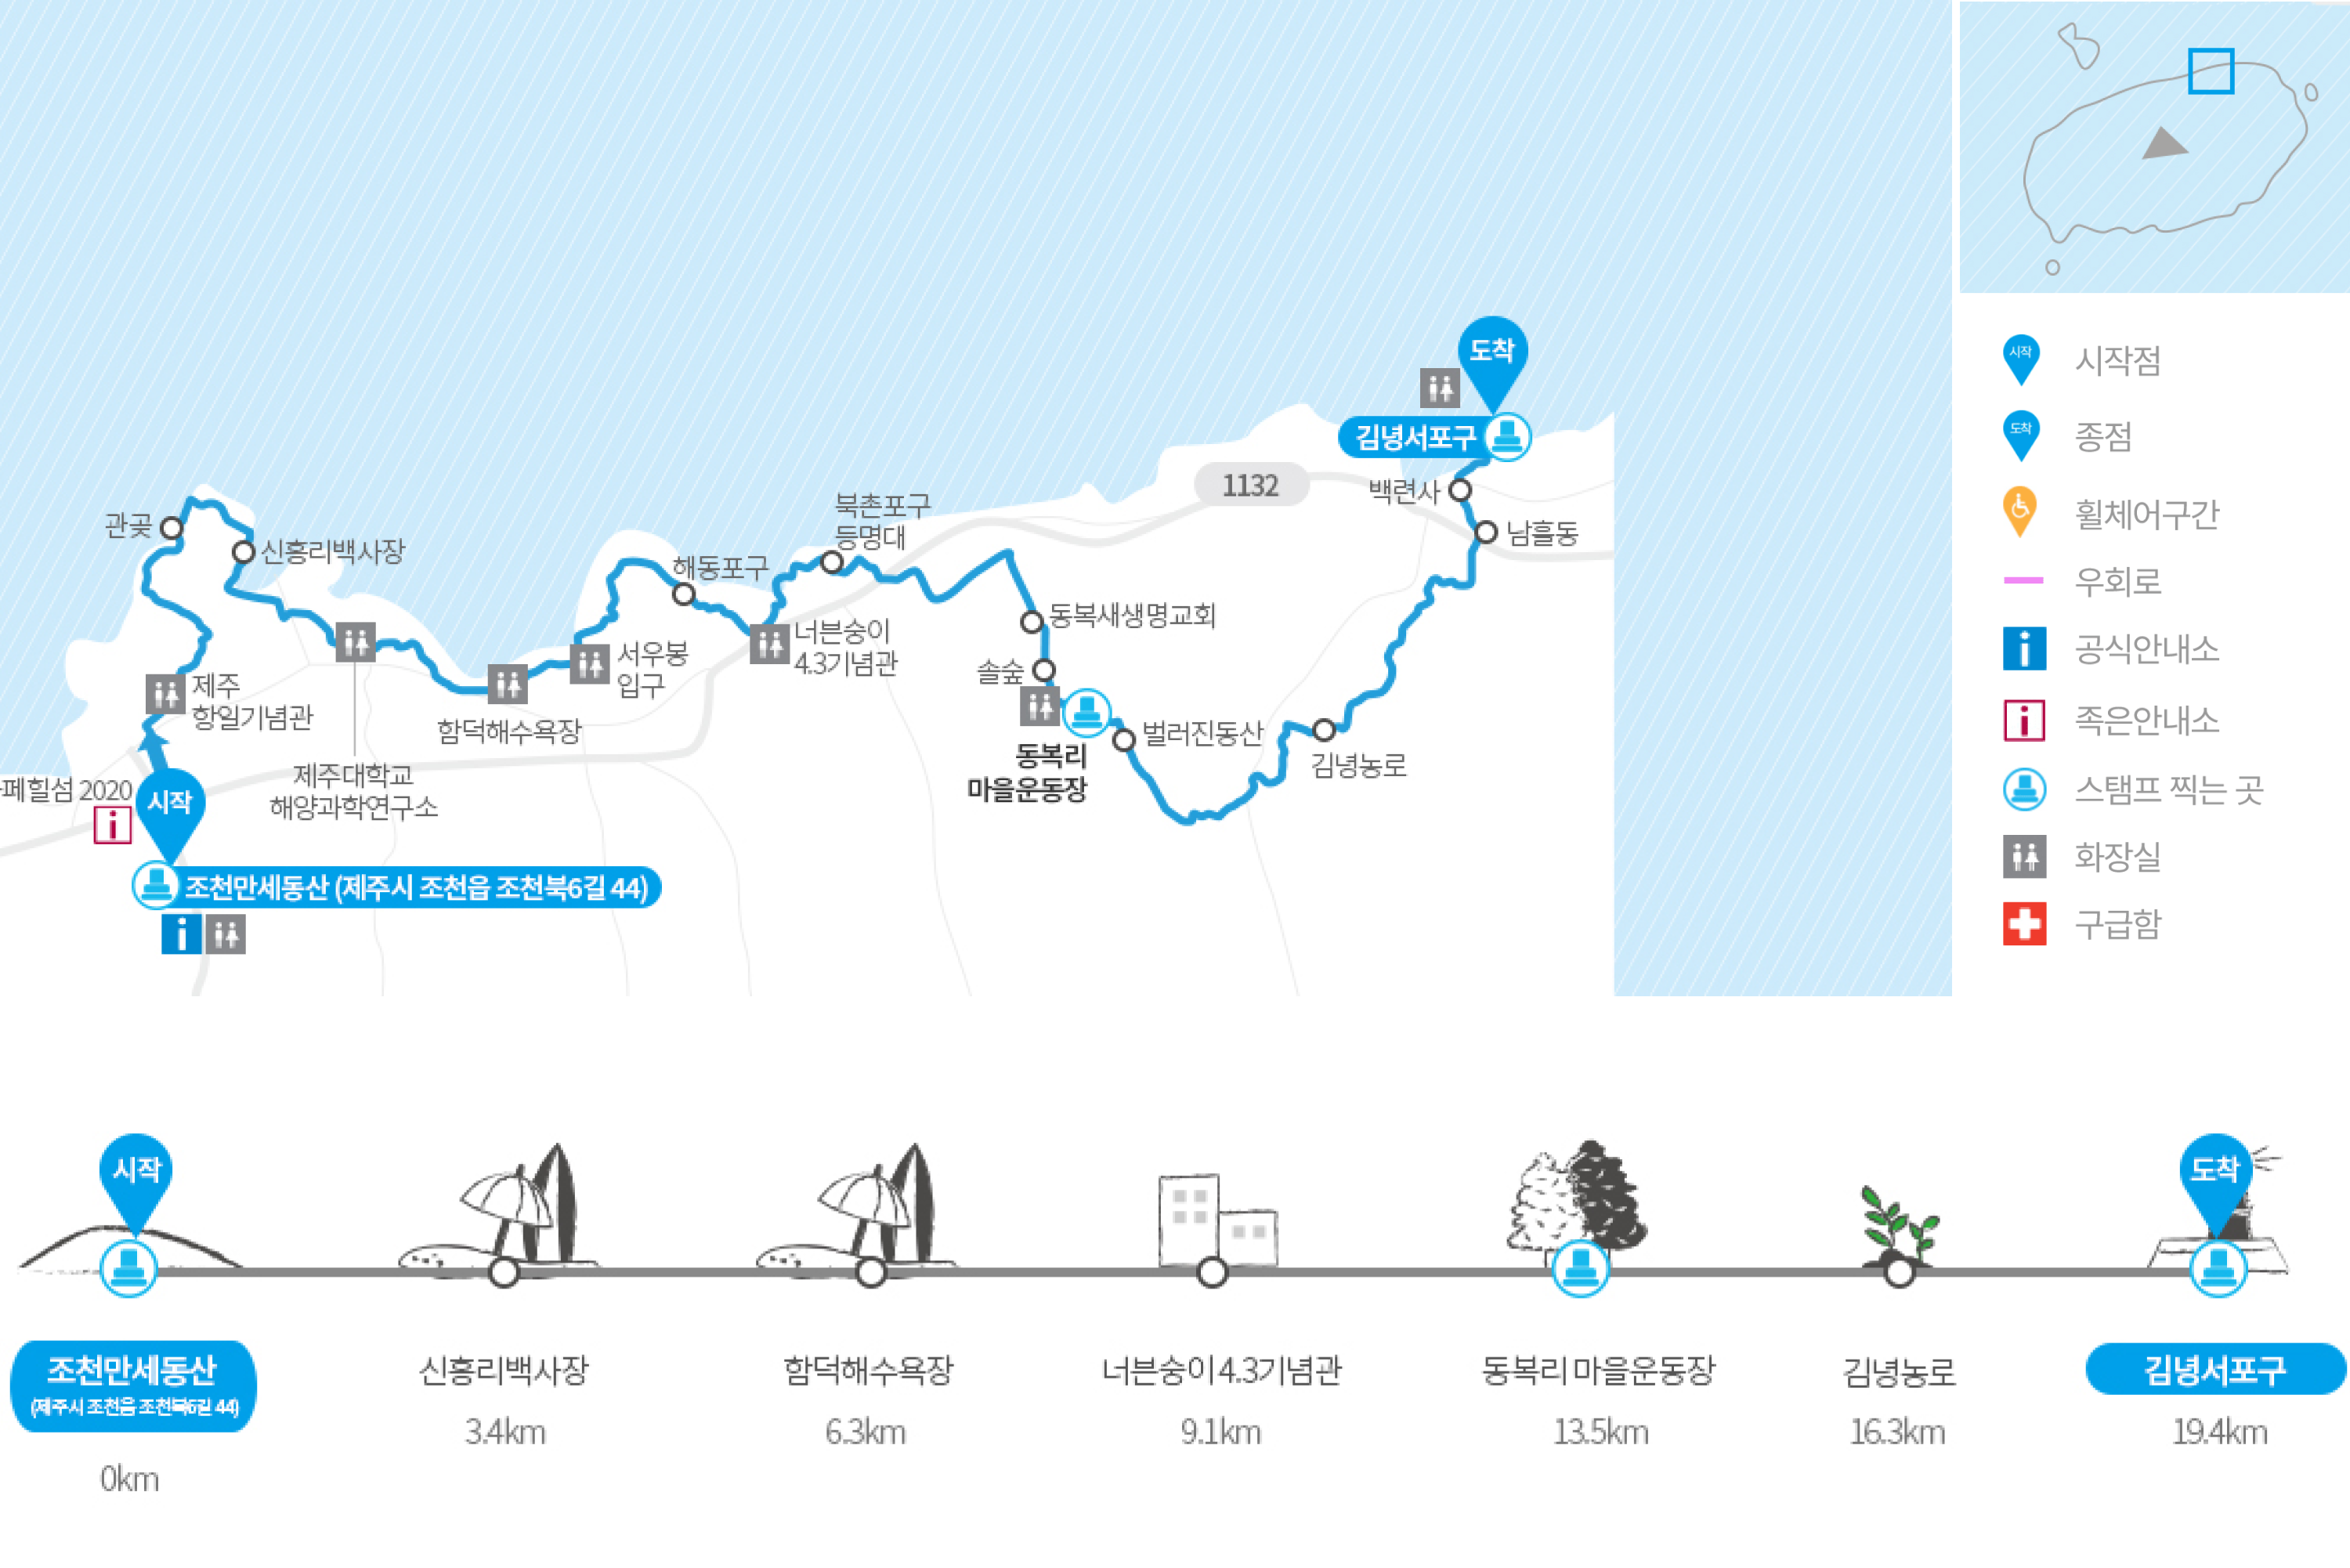 도착
김녕서포구
1132
백련사
남흘동
북촌포구
등명대
관곶
신흥리백사장
해동포구
동복새생명교회
너븐숭이
4.3기념관
서우봉
입구
솔숲
제주
항일기념관
함덕해수욕장
벌러진동산
동복리
마을운동장
김녕농로
제주대학교
해양과학연구소
페힐섬 2020
시작
조천만세동산 (제주시 조천읍 조천북6길 44)
시작 시작점
도착 종점
휠체어구간
우회로
공식안내소
족은안내소
스탬프 찍는 곳
화장실
구급함
시작
도착
조천만세동산
(제주시 조천읍 조천북6길 44)
0km
신흥리백사장
3.4km
함덕해수욕장
6.3km
너븐숭이4.3기념관
9.1km
동복리 마을운동장
13.5km
김녕농로
16.3km
김녕서포구
19.4km